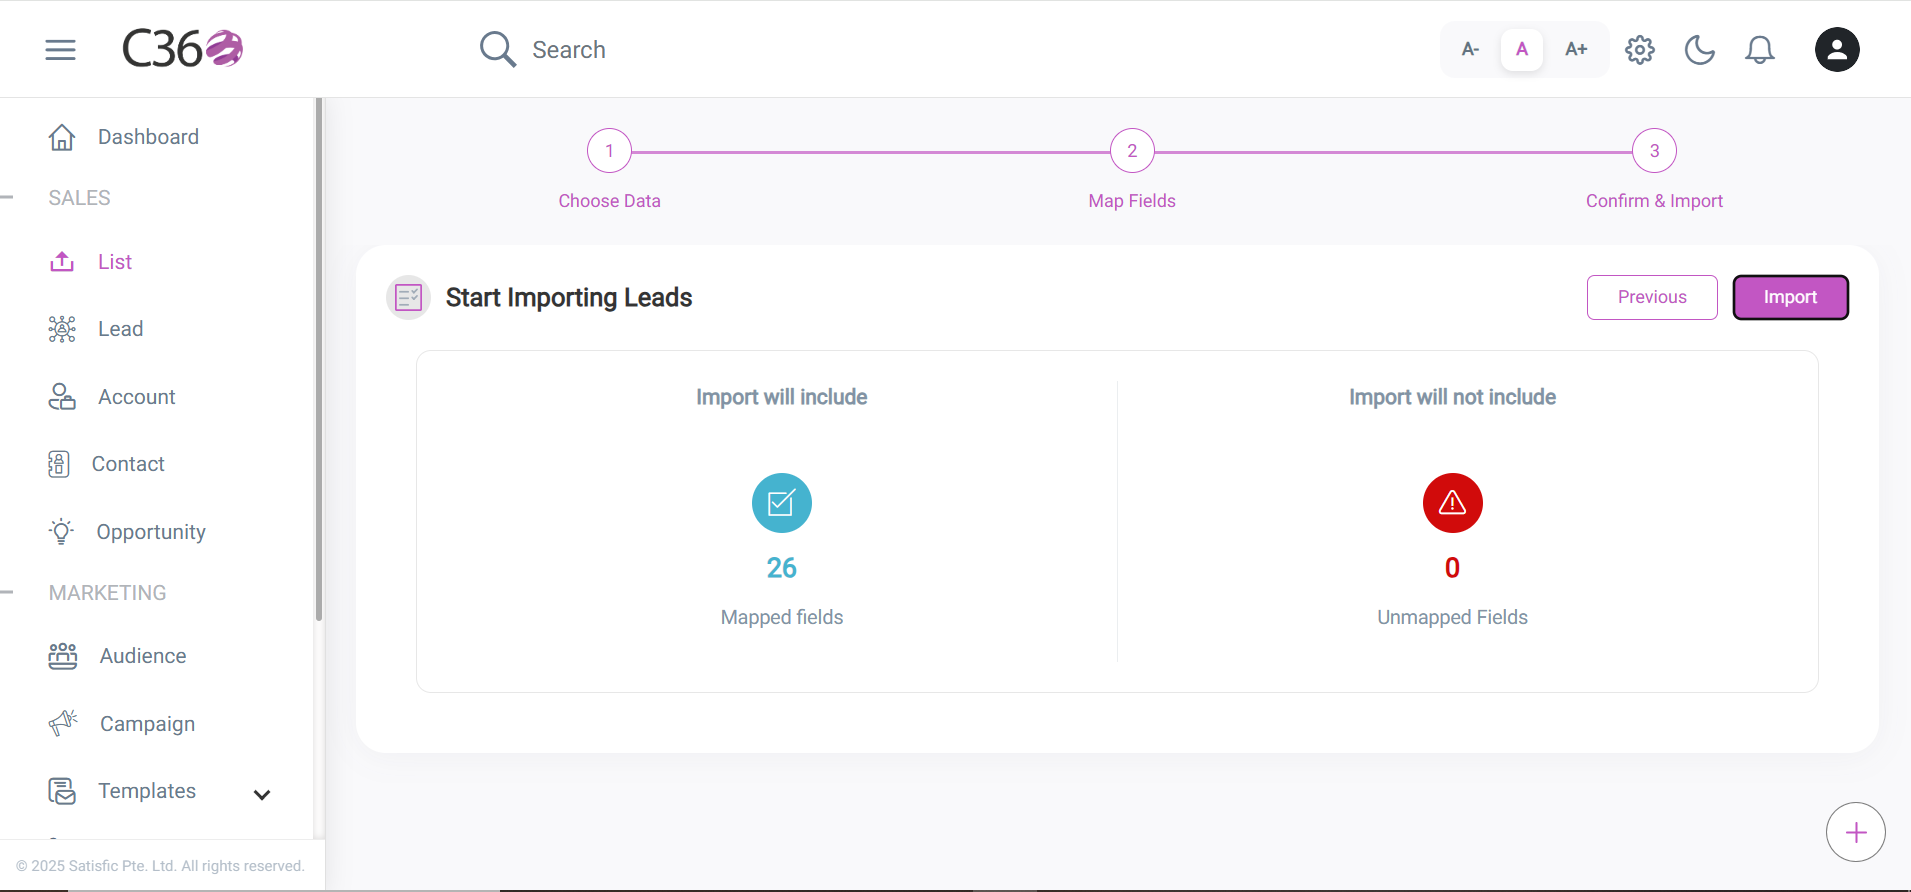 C360
Search
A-
A
A+
Dashboard
SALES
List
Lead
Account
Contact
Opportunity
MARKETING
Audience
Campaign
Templates
© 2025 Satisfic Pte. Ltd. All rights reserved.
1
2
3
Choose Data
Map Fields
Confirm & Import
Start Importing Leads
Previous
Import
Import will include
26
Mapped fields
Import will not include
0
Unmapped Fields